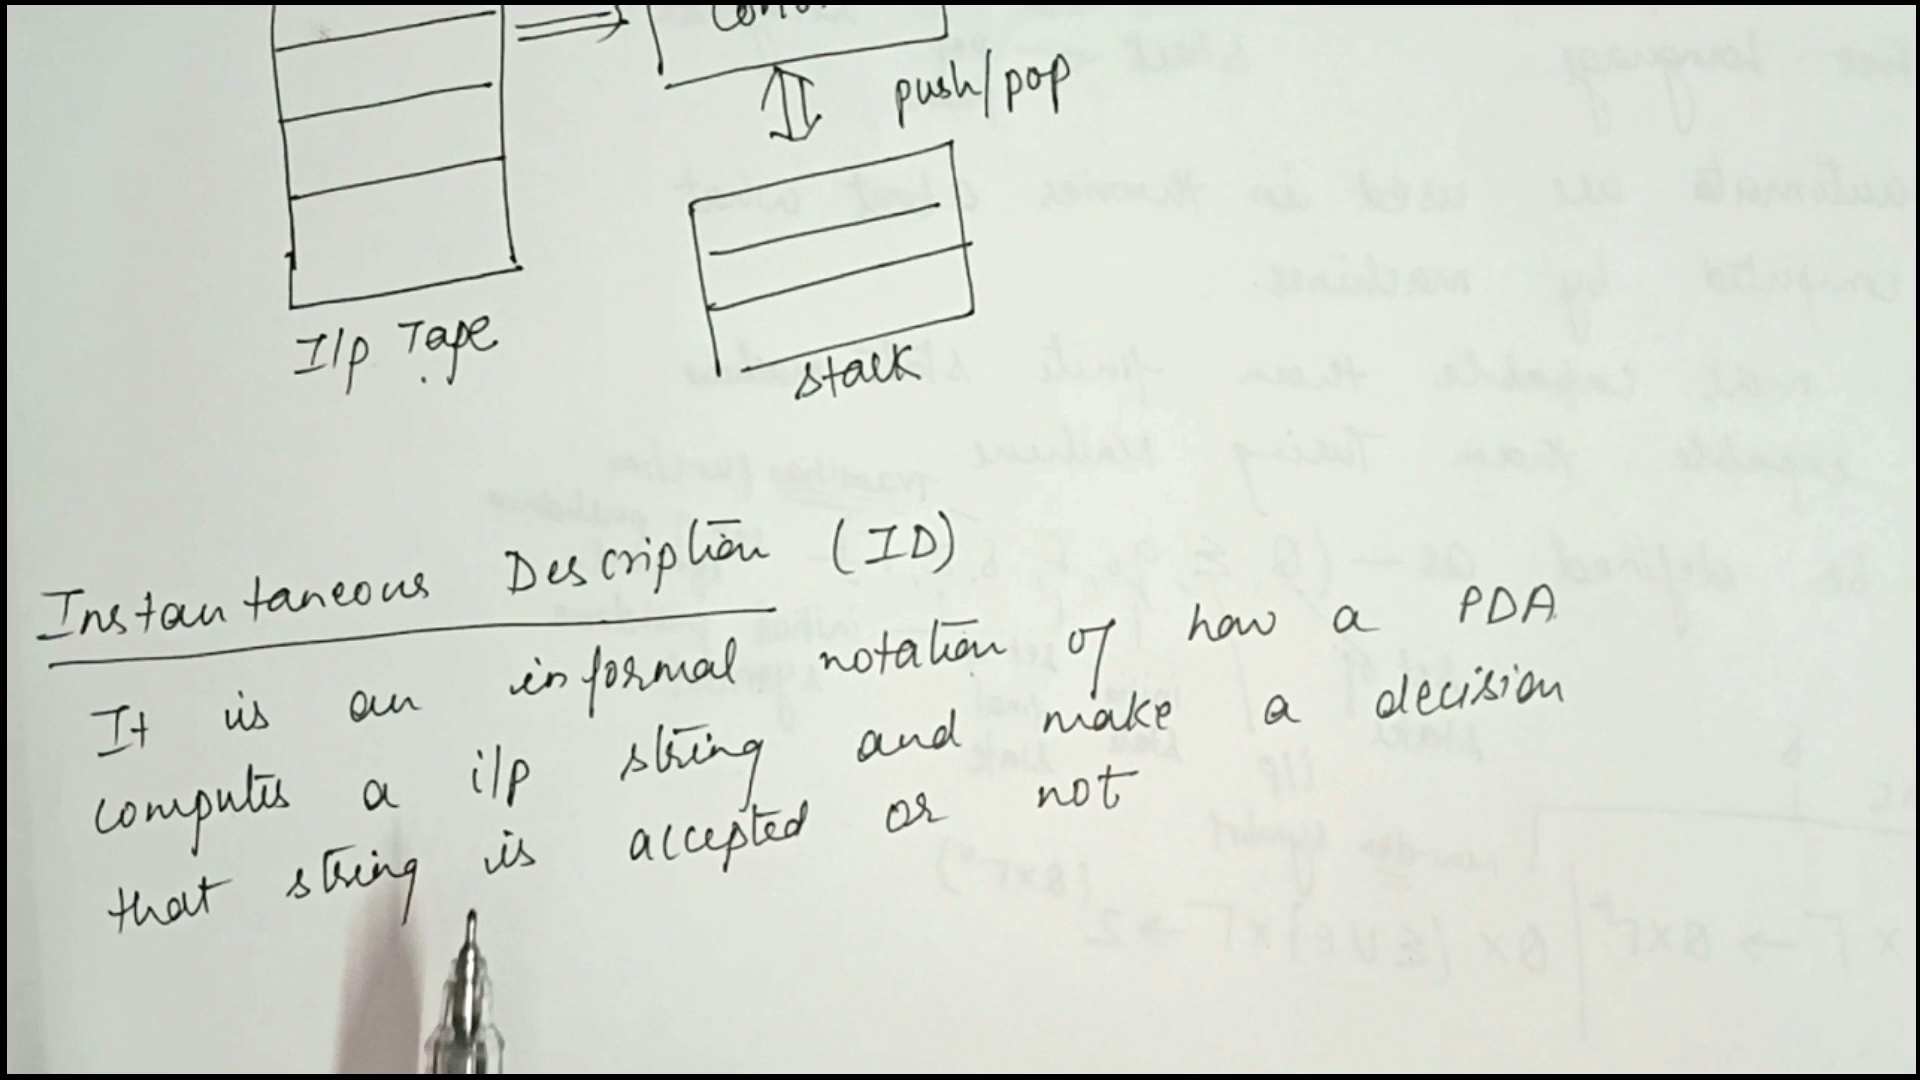 push/pop
I/p Tape
stack
Instantaneous Description (ID)
It is an informal notation of how a PDA
computes a i/p string and make a decision
that string is accepted or not